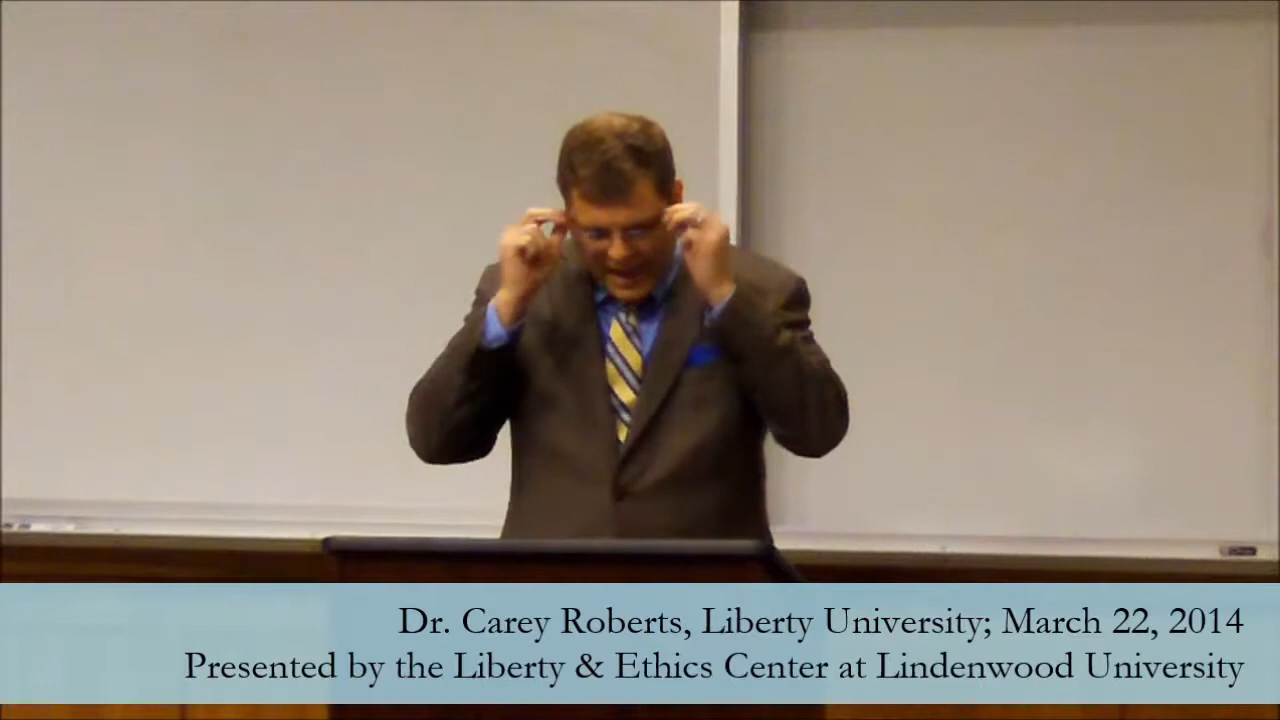 Dr. Carey Roberts, Liberty University; March 22, 2014
Presented by the Liberty & Ethics Center at Lindenwood University